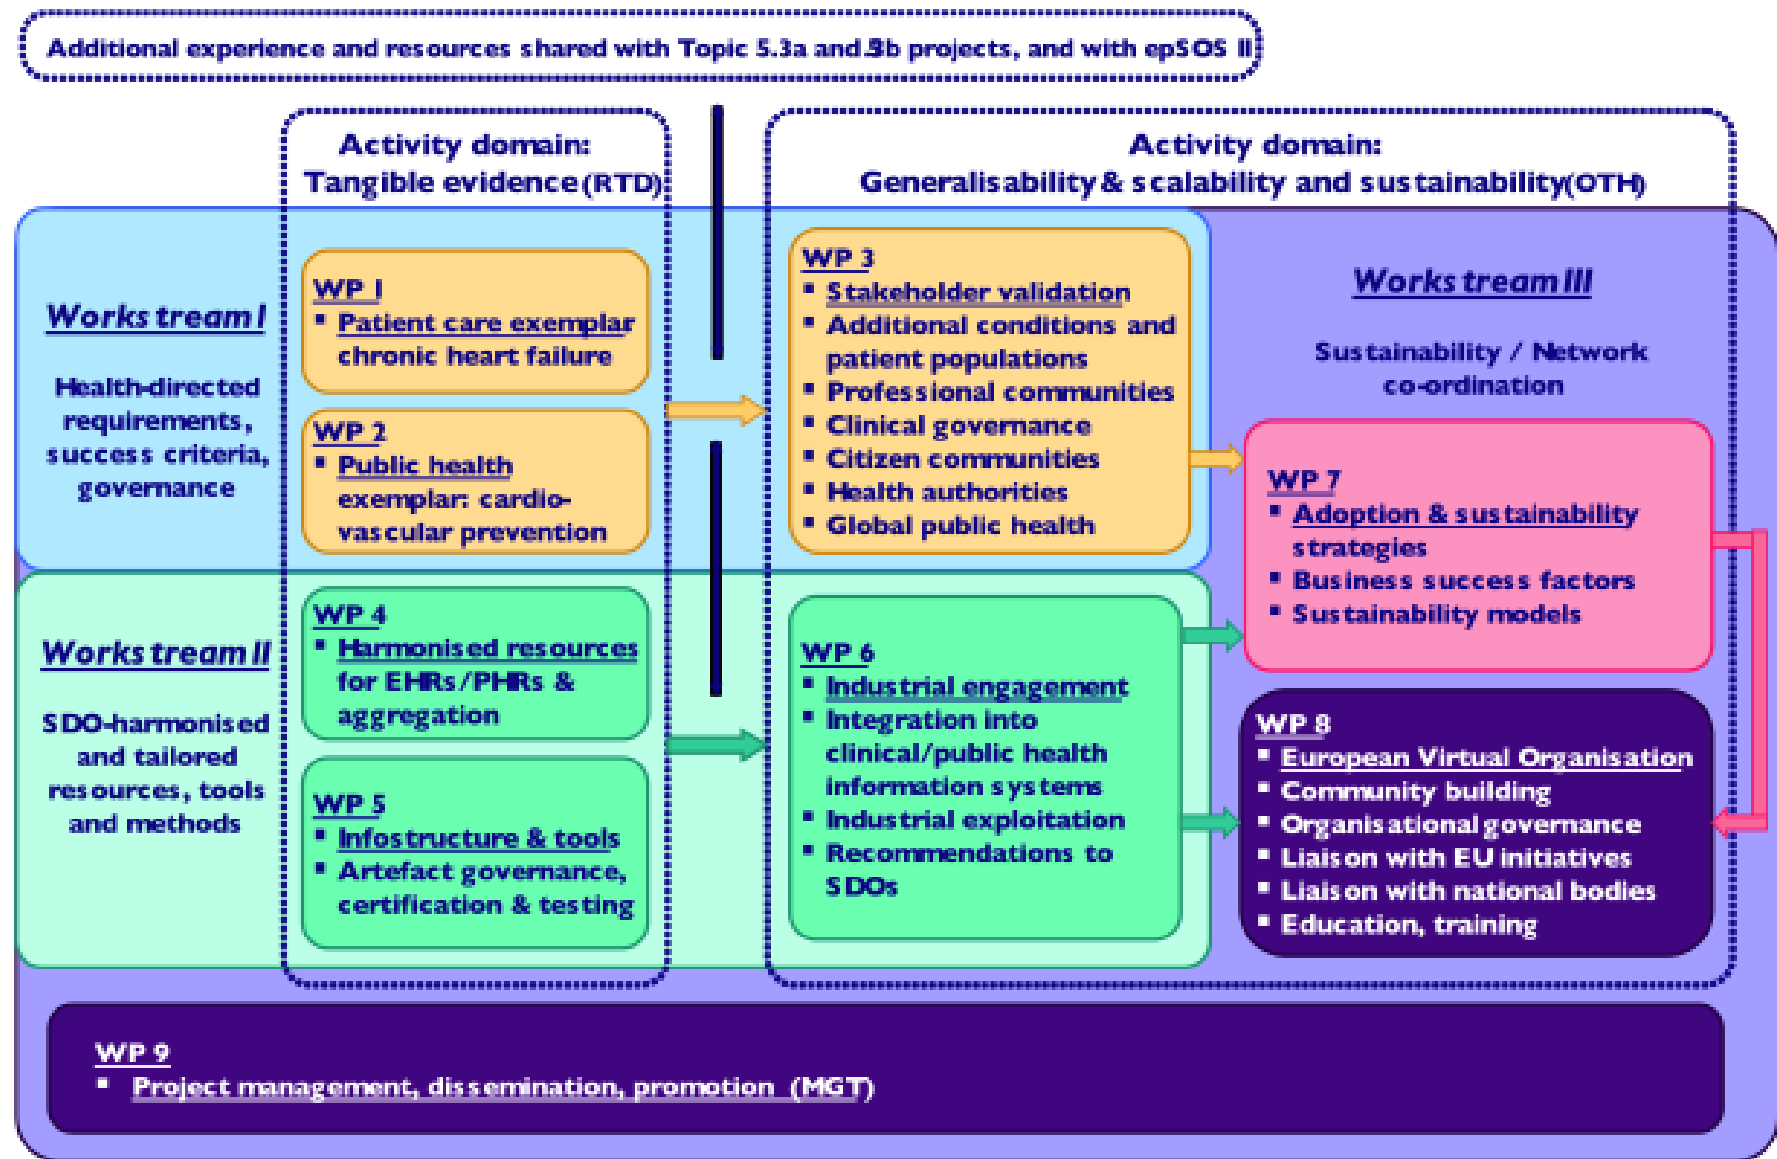 Additional experience and resources shared with Topic 5.3a and .3b projects, and with epSOS II
Activity domain:
Tangible evidence (RTD)
Activity domain:
Generalisability & scalability and sustainability (OTH)
Workstream I
Health-directed
requirements,
success criteria,
governance
WP 1
▪ Patient care exemplar
chronic heart failure
WP 2
▪ Public health
exemplar: cardio-
vascular prevention
WP 3
▪ Stakeholder validation
▪ Additional conditions and
patient populations
▪ Professional communities
▪ Clinical governance
▪ Citizen communities
▪ Health authorities
▪ Global public health
Workstream III
Sustainability / Network
co-ordination
WP 7
▪ Adoption & sustainability
strategies
▪ Business success factors
▪ Sustainability models
Workstream II
SDO-harmonised
and tailored
resources, tools
and methods
WP 4
▪ Harmonised resources
for EHRs/PHRs &
aggregation
WP 5
▪ Infostructure & tools
▪ Artefact governance,
certification & testing
WP 6
▪ Industrial engagement
▪ Integration into
clinical/public health
information systems
▪ Industrial exploitation
▪ Recommendations to
SDOs
WP 8
▪ European Virtual Organisation
▪ Community building
▪ Organisational governance
▪ Liaison with EU initiatives
▪ Liaison with national bodies
▪ Education, training
WP 9
▪ Project management, dissemination, promotion (MGT)